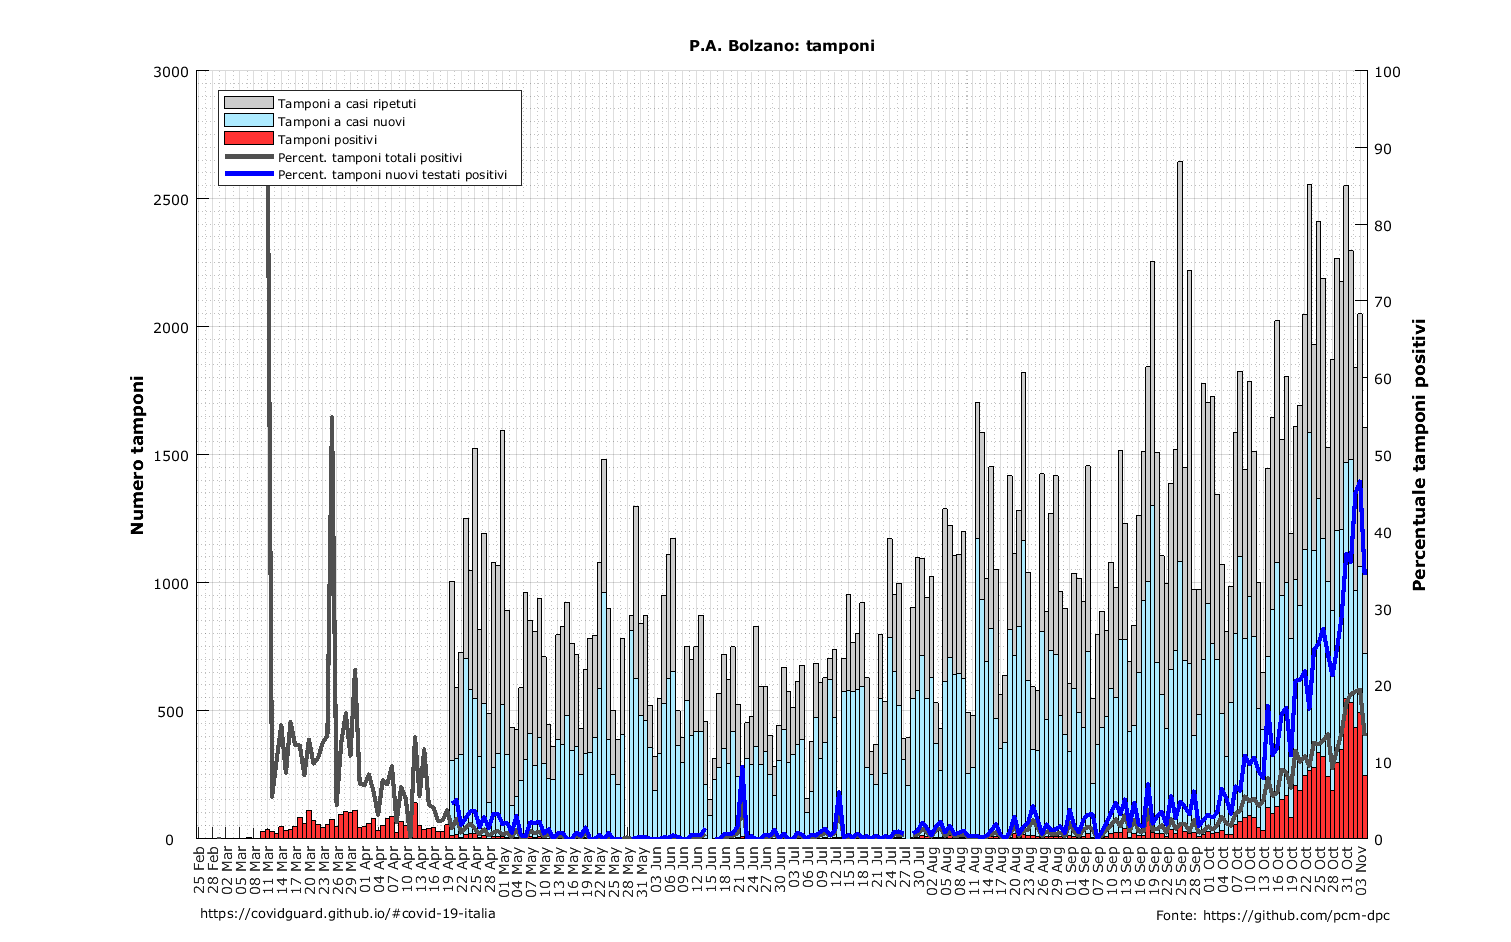 P.A. Bolzano: tamponi
Tamponi a casi ripetuti
Tamponi a casi nuovi
Tamponi positivi
Percent. tamponi totali positivi
Percent. tamponi nuovi testati positivi
Numero tamponi
3000
2500
2000
1500
1000
500
0
Percentuale tamponi positivi
100
90
80
70
60
50
40
30
20
10
0
25 Feb
28 Feb
02 Mar
05 Mar
08 Mar
11 Mar
14 Mar
17 Mar
20 Mar
23 Mar
26 Mar
29 Mar
01 Apr
04 Apr
07 Apr
10 Apr
13 Apr
16 Apr
19 Apr
22 Apr
25 Apr
28 Apr
01 May
04 May
07 May
10 May
13 May
16 May
19 May
22 May
25 May
28 May
31 May
03 Jun
06 Jun
09 Jun
12 Jun
15 Jun
18 Jun
21 Jun
24 Jun
27 Jun
30 Jun
03 Jul
06 Jul
09 Jul
12 Jul
15 Jul
18 Jul
21 Jul
24 Jul
27 Jul
30 Jul
02 Aug
05 Aug
08 Aug
11 Aug
14 Aug
17 Aug
20 Aug
23 Aug
26 Aug
29 Aug
01 Sep
04 Sep
07 Sep
10 Sep
13 Sep
16 Sep
19 Sep
22 Sep
25 Sep
28 Sep
01 Oct
04 Oct
07 Oct
10 Oct
13 Oct
16 Oct
19 Oct
22 Oct
25 Oct
28 Oct
31 Oct
03 Nov
https://covidguard.github.io/#covid-19-italia
Fonte: https://github.com/pcm-dpc